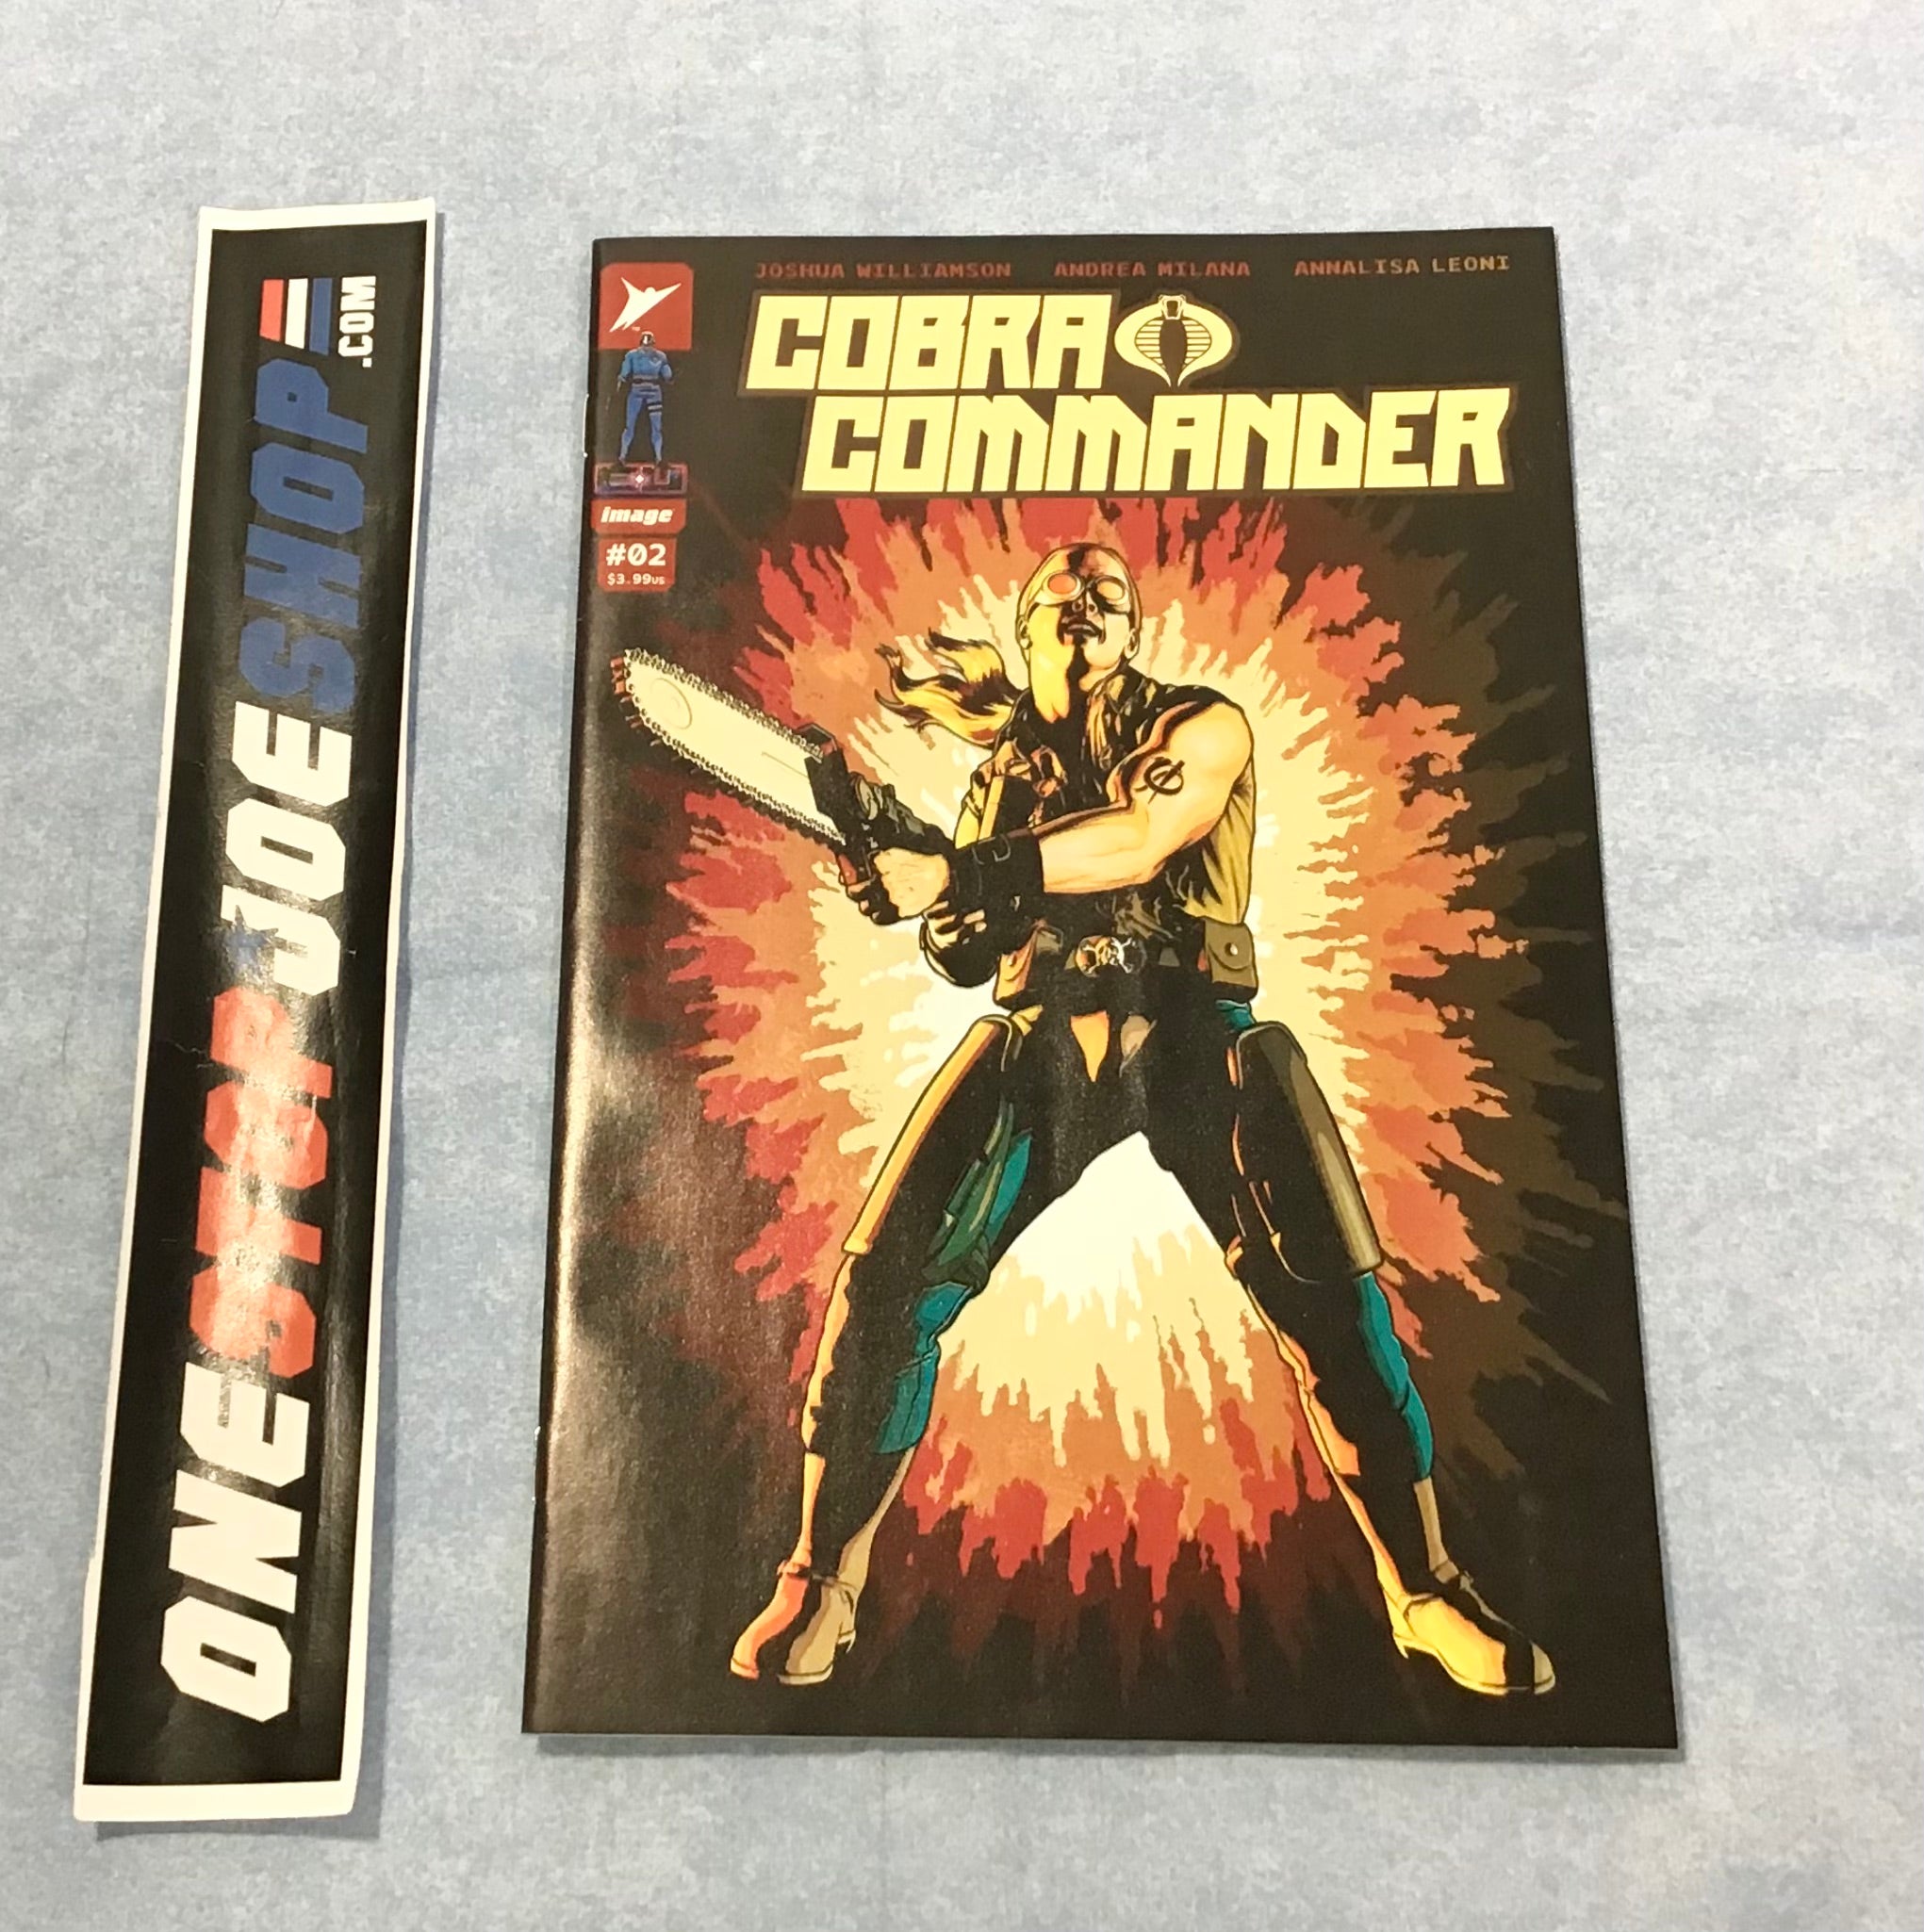 ONESTOPJOESHOP
.COM
JOSHUA WILLIAMSON ANDREA MILANA ANNALISA LEONI
COBRA
COMMANDER
image
#02
$3.99US